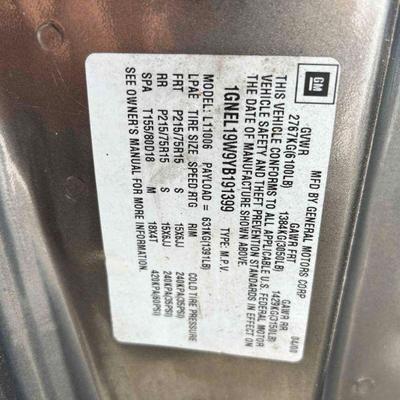 GM
MFD BY GENERAL MOTORS CORP
04/00
GVWR GAWR FRT GAWR RR
2767KG(6100LB) 1384KG(3050LB) 1429KG(3150LB)
THIS VEHICLE CONFORMS TO ALL APPLICABLE U.S. FEDERAL MOTOR
VEHICLE SAFETY AND THEFT PREVENTION STANDARDS IN EFFECT ON
THE DATE OF MANUFACTURE SHOWN ABOVE.
1GNEL19W9YB191399 TYPE: M.P.V.
MODEL: L11006 PAYLOAD = 631KG(1391LB)
LPAE TIRE SIZE SPEED RTG RIM COLD TIRE PRESSURE
FRT P215/75R15 S 15X6JJ 240KPA(35PSI)
RR P215/75R15 S 15X6JJ 240KPA(35PSI)
SPA T155/80D18 M 18X4T 420KPA(60PSI)
SEE OWNER'S MANUAL FOR MORE INFORMATION.